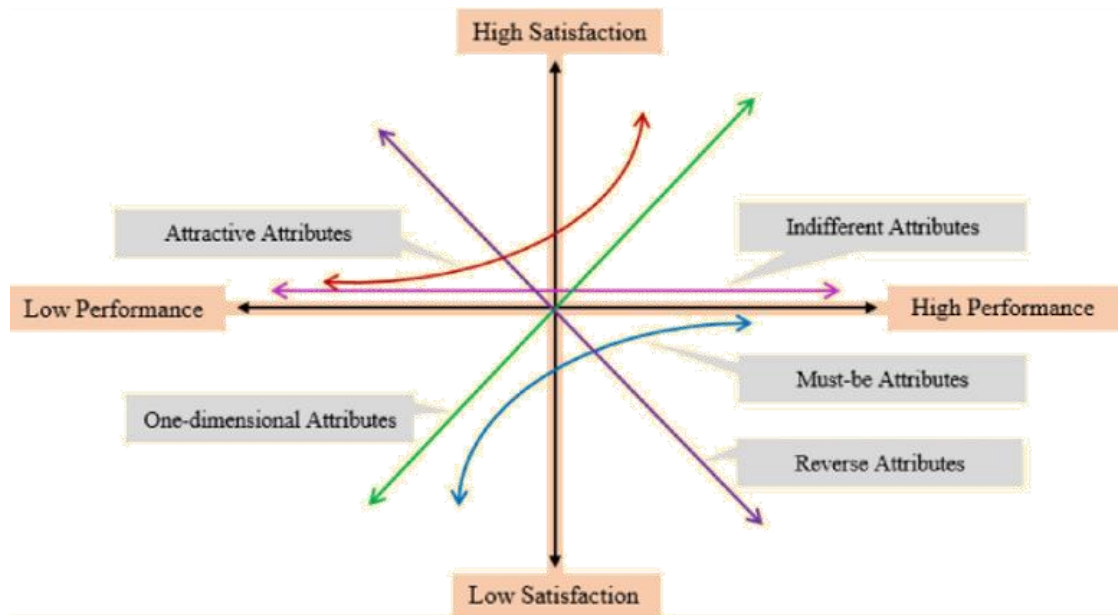 High Satisfaction
Attractive Attributes
Indifferent Attributes
Low Performance
High Performance
Must-be Attributes
One-dimensional Attributes
Reverse Attributes
Low Satisfaction